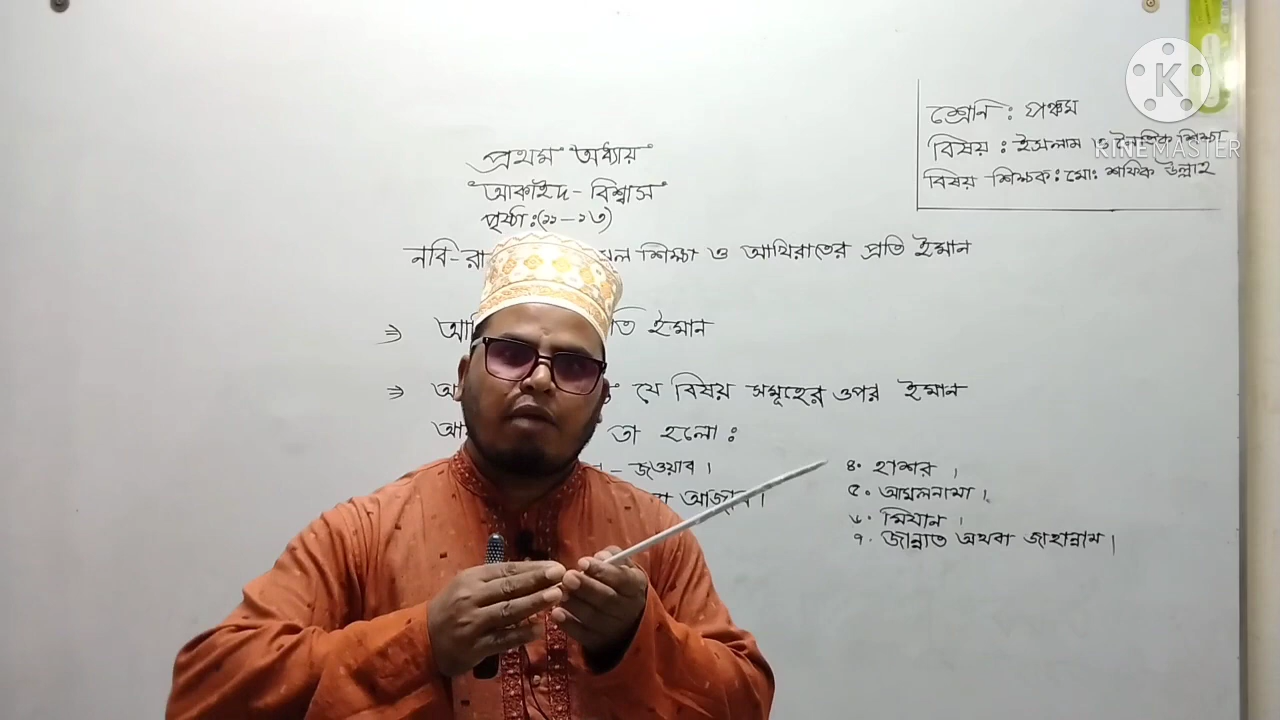 শ্রেনি : পঞ্চম
বিষয় : ইসলাম ও নৈতিক শিক্ষা
বিষয় শিক্ষক : মোঃ শফিক উল্লাহ
K
KINEMASTER
প্রথম অধ্যায়
আকাইদ - বিশ্বাস
পৃষ্ঠা : (১১ – ১৩)
নবি - শিক্ষা ও আখিরাতের প্রতি ইমান
⇒ ইমান
⇒ যে বিষয় সমূহের ওপর ইমান
তা হলো :
- জওয়াব ।
আজাব ।
৪. হাশর ।
৫. আমলনামা ।
৬. মিযান ।
৭. জান্নাত অথবা জাহান্নাম ।